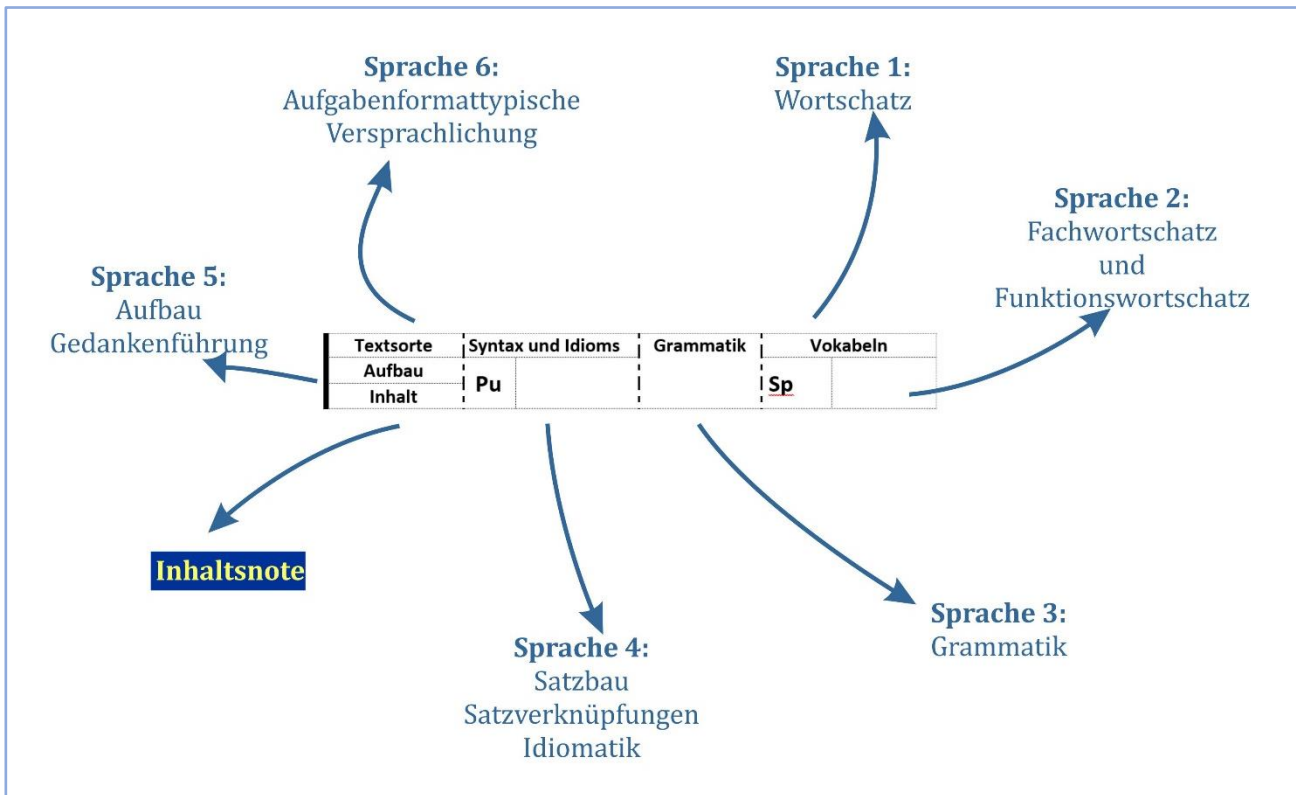 Sprache 6:
Aufgabenformattypische
Versprachlichung
Sprache 1:
Wortschatz
Sprache 2:
Fachwortschatz
und
Funktionswortschatz
Sprache 5:
Aufbau
Gedankenführung
Textsorte
Aufbau
Inhalt
Syntax und Idioms
Pu
Grammatik
Vokabeln
Sp
Inhaltsnote
Sprache 4:
Satzbau
Satzverknüpfungen
Idiomatik
Sprache 3:
Grammatik